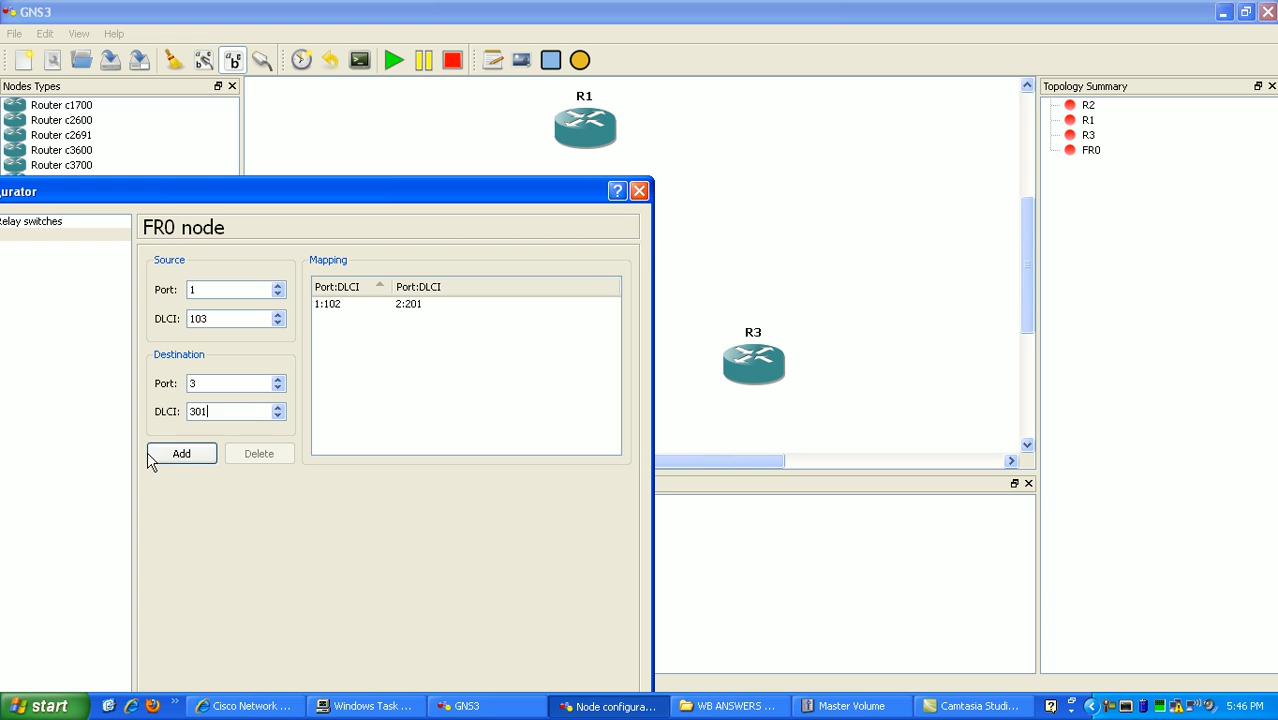 GNS3
File Edit View Help
Nodes Types
Router c1700
Router c2600
Router c2691
Router c3600
Router c3700
R1
R3
Topology Summary
R2
R1
R3
FR0
urator
elay switches
FR0 node
Source
Port: 1
DLCI: 103
Destination
Port: 3
DLCI: 301
Add Delete
Mapping
Port:DLCI Port:DLCI
1:102 2:201
start
Cisco Network ...
Windows Task ...
GNS3
Node configura...
WB ANSWERS ...
Master Volume
Camtasia Studi...
5:46 PM